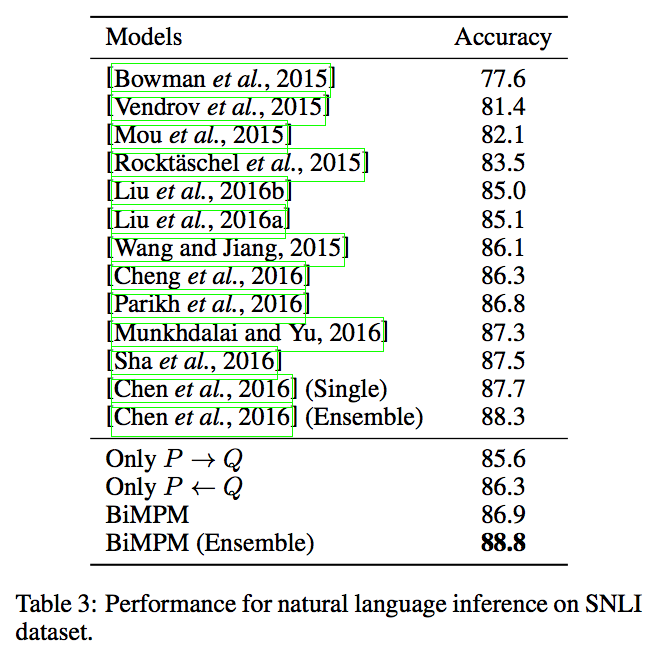 Models Accuracy
[Bowman et al., 2015] 77.6
[Vendrov et al., 2015] 81.4
[Mou et al., 2015] 82.1
[Rocktäschel et al., 2015] 83.5
[Liu et al., 2016b] 85.0
[Liu et al., 2016a] 85.1
[Wang and Jiang, 2015] 86.1
[Cheng et al., 2016] 86.3
[Parikh et al., 2016] 86.8
[Munkhdalai and Yu, 2016] 87.3
[Sha et al., 2016] 87.5
[Chen et al., 2016] (Single) 87.7
[Chen et al., 2016] (Ensemble) 88.3
Only P → Q 85.6
Only P ← Q 86.3
BiMPM 86.9
BiMPM (Ensemble) 88.8
Table 3: Performance for natural language inference on SNLI
dataset.